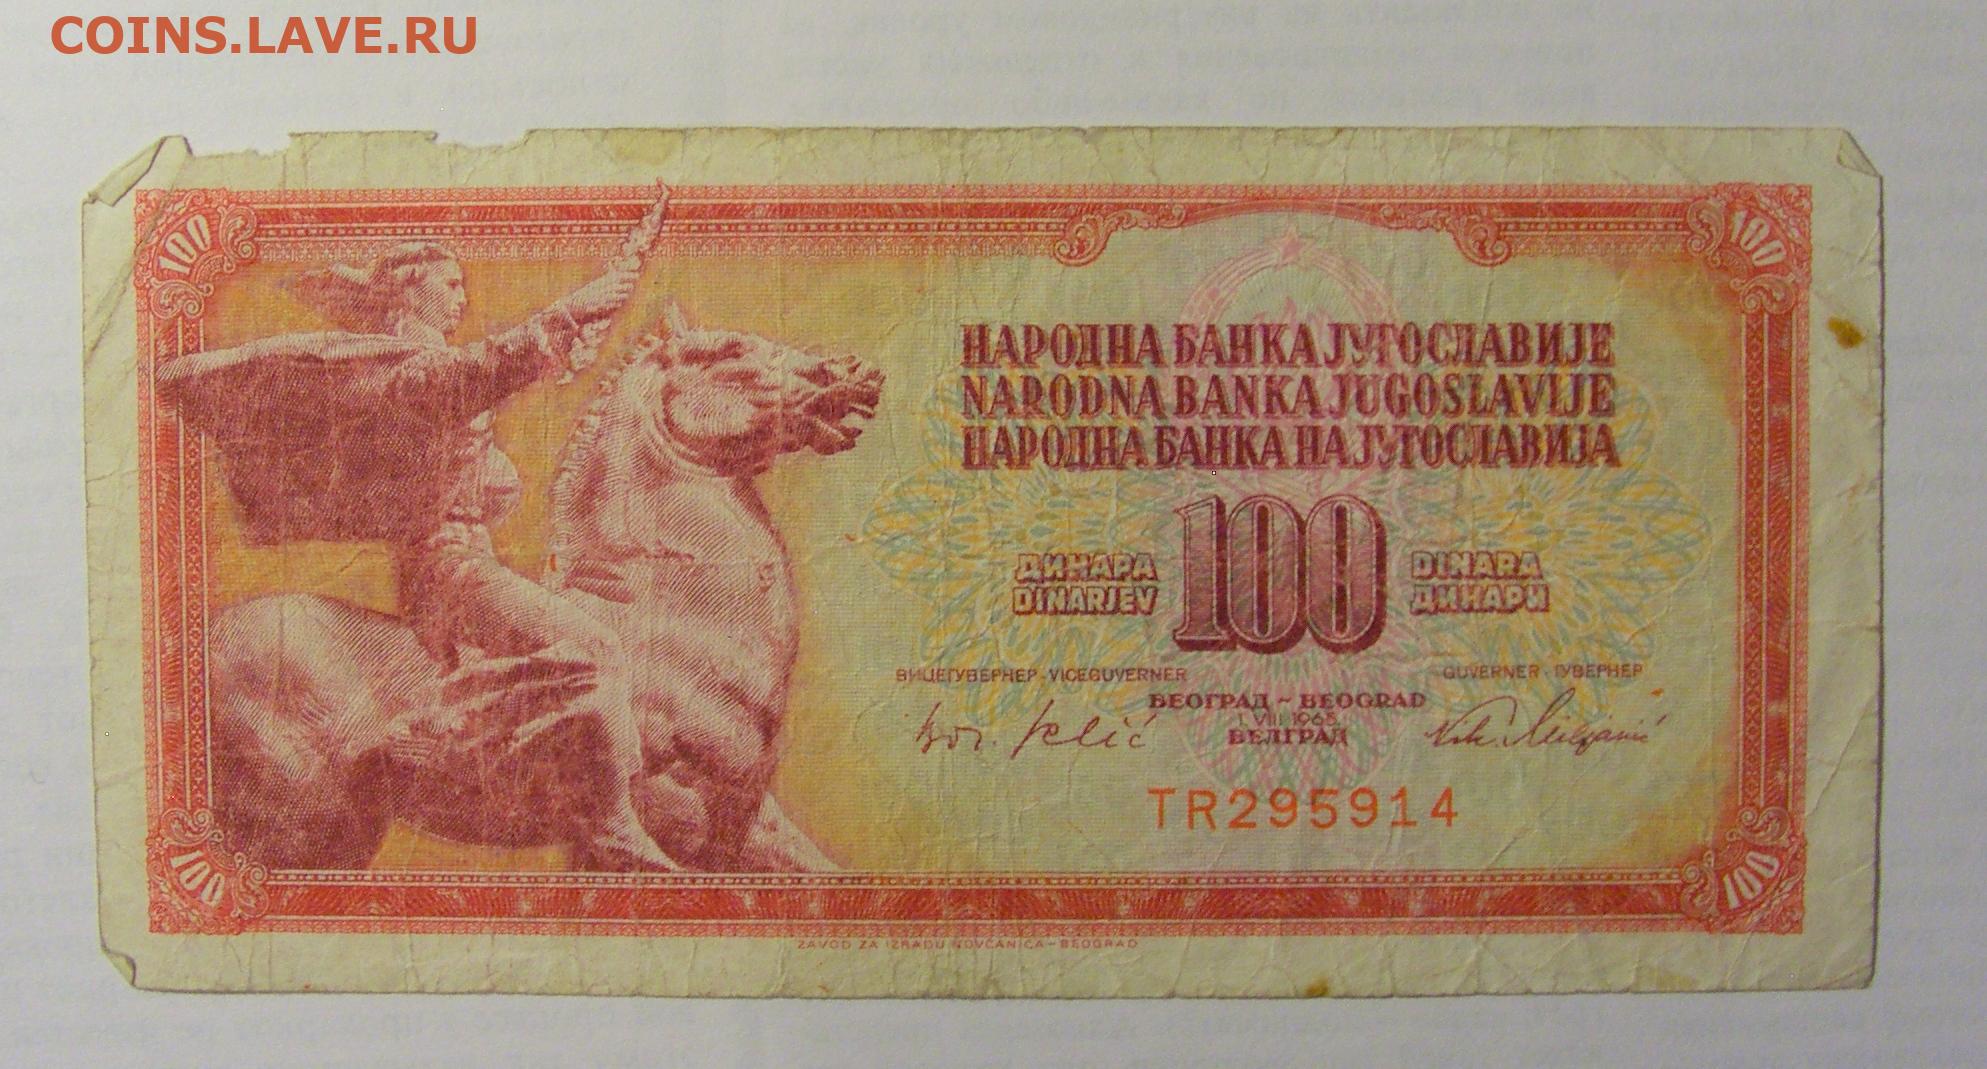 COINS.LAVE.RU
100
100
НАРОДНА БАНКА ЈУГОСЛАВИЈЕ
NARODNA BANKA JUGOSLAVIJE
НАРОДНА БАНКА НА ЈУГОСЛАВИЈА
ДИНАРА
DINARJEV
100
DINARA
ДИНАРИ
ВИЦЕГУВЕРНЕР - VICEGUVERNER
GUVERNER - ГУВЕРНЕР
БЕОГРАД ~ BEOGRAD
1. VIII 1965.
БЕЛГРАД
TR295914
100
100
ZAVOD ZA IZRADU NOVČANICA - BEOGRAD